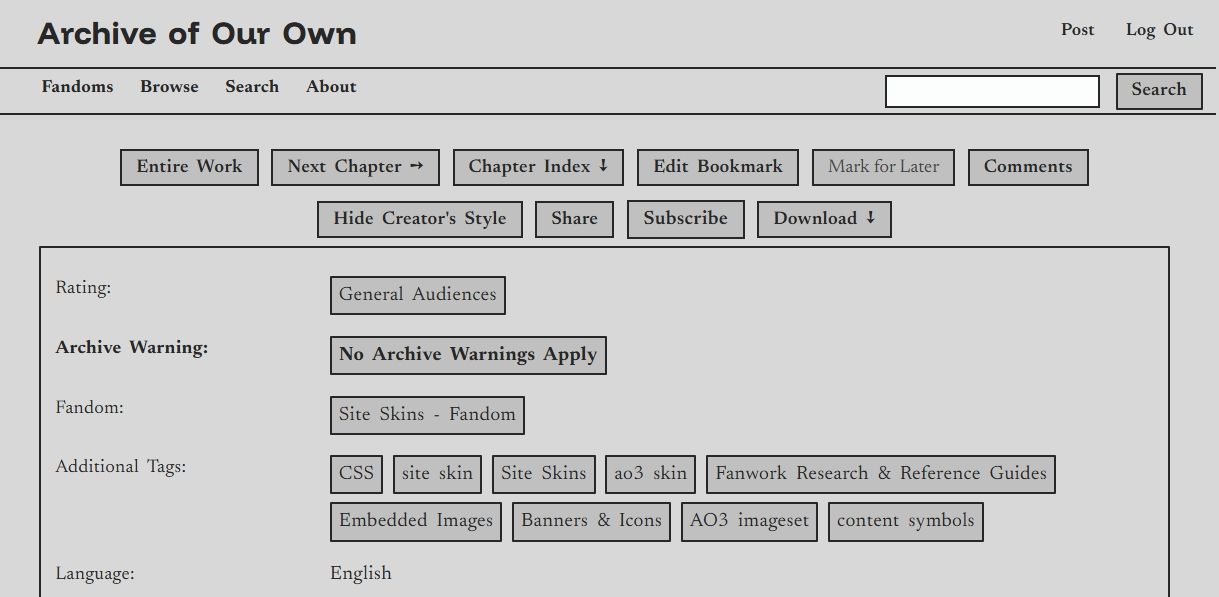 Archive of Our Own
Post Log Out
Fandoms Browse Search About Search
Entire Work Next Chapter → Chapter Index ↓ Edit Bookmark Mark for Later Comments
Hide Creator's Style Share Subscribe Download ↓
Rating: General Audiences
Archive Warning: No Archive Warnings Apply
Fandom: Site Skins - Fandom
Additional Tags: CSS site skin Site Skins ao3 skin Fanwork Research & Reference Guides
Embedded Images Banners & Icons AO3 imageset content symbols
Language: English